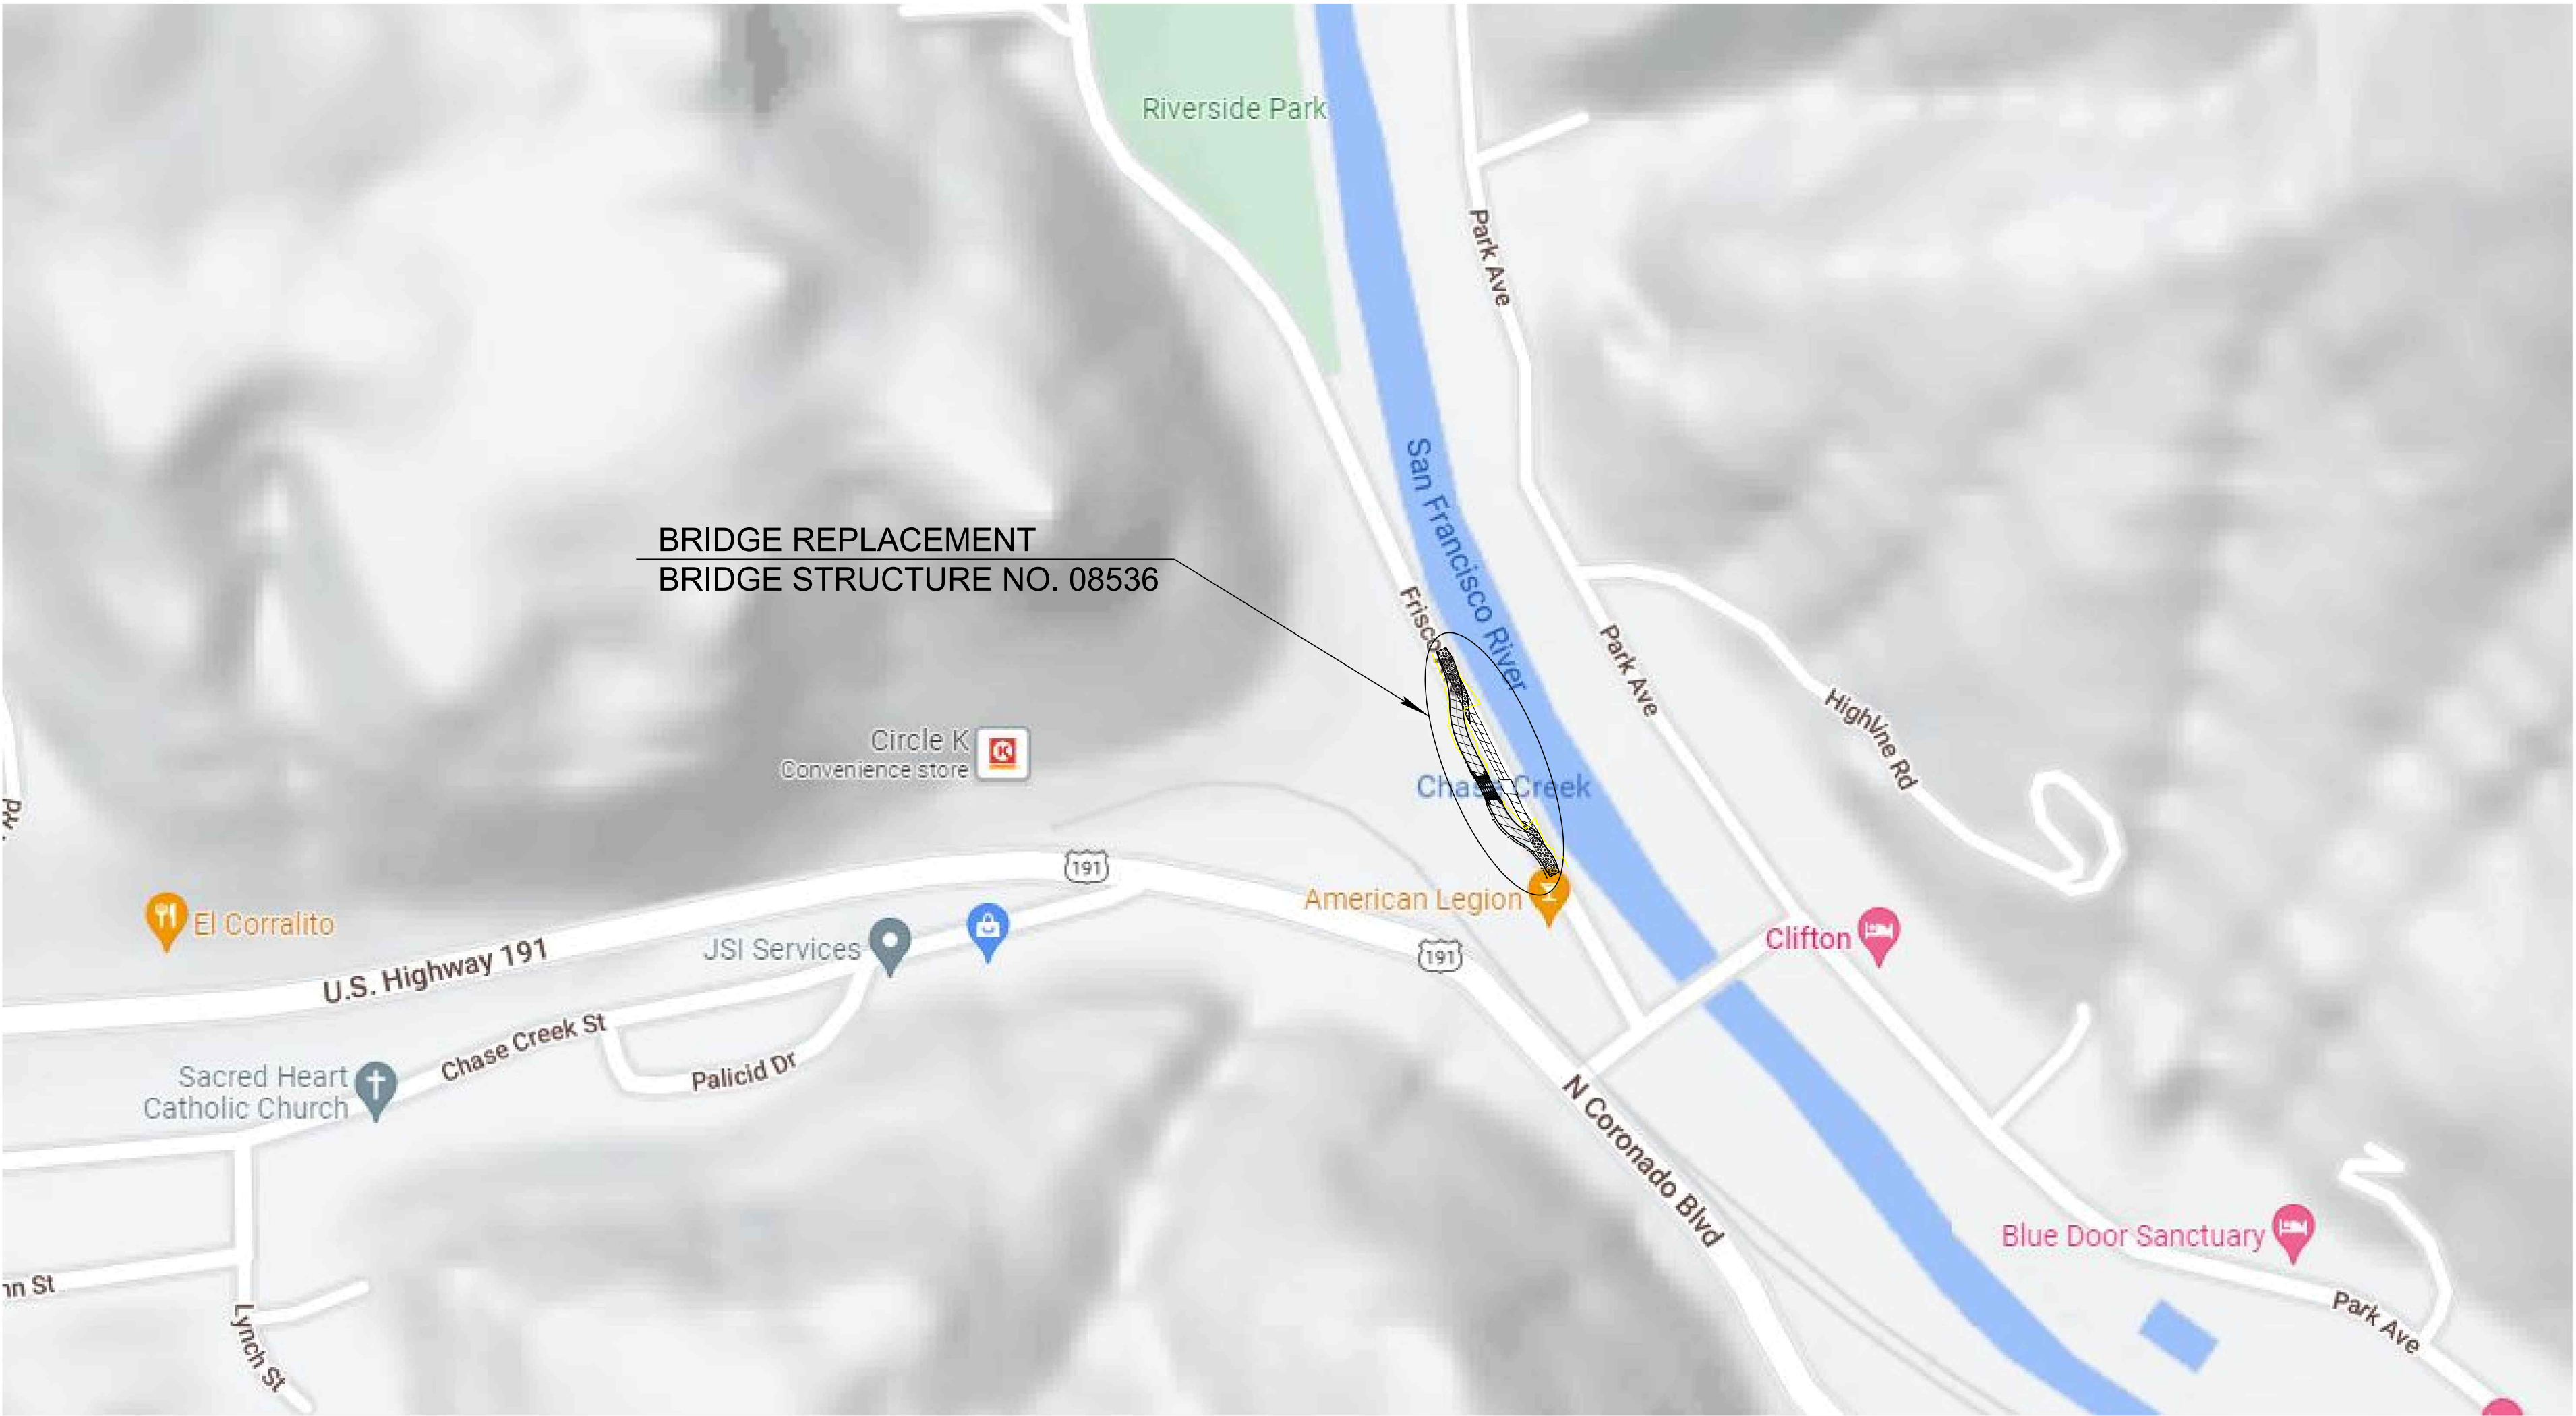 Riverside Park
Park Ave
San Francisco River
BRIDGE REPLACEMENT
BRIDGE STRUCTURE NO. 08536
Frisco
Park Ave
Highline Rd
Circle K
Convenience store
Chase Creek
191
American Legion
El Corralito
U.S. Highway 191
JSI Services
191
Clifton
Chase Creek St
Palicid Dr
Sacred Heart
Catholic Church
N Coronado Blvd
Blue Door Sanctuary
nn St
Lynch St
Park Ave